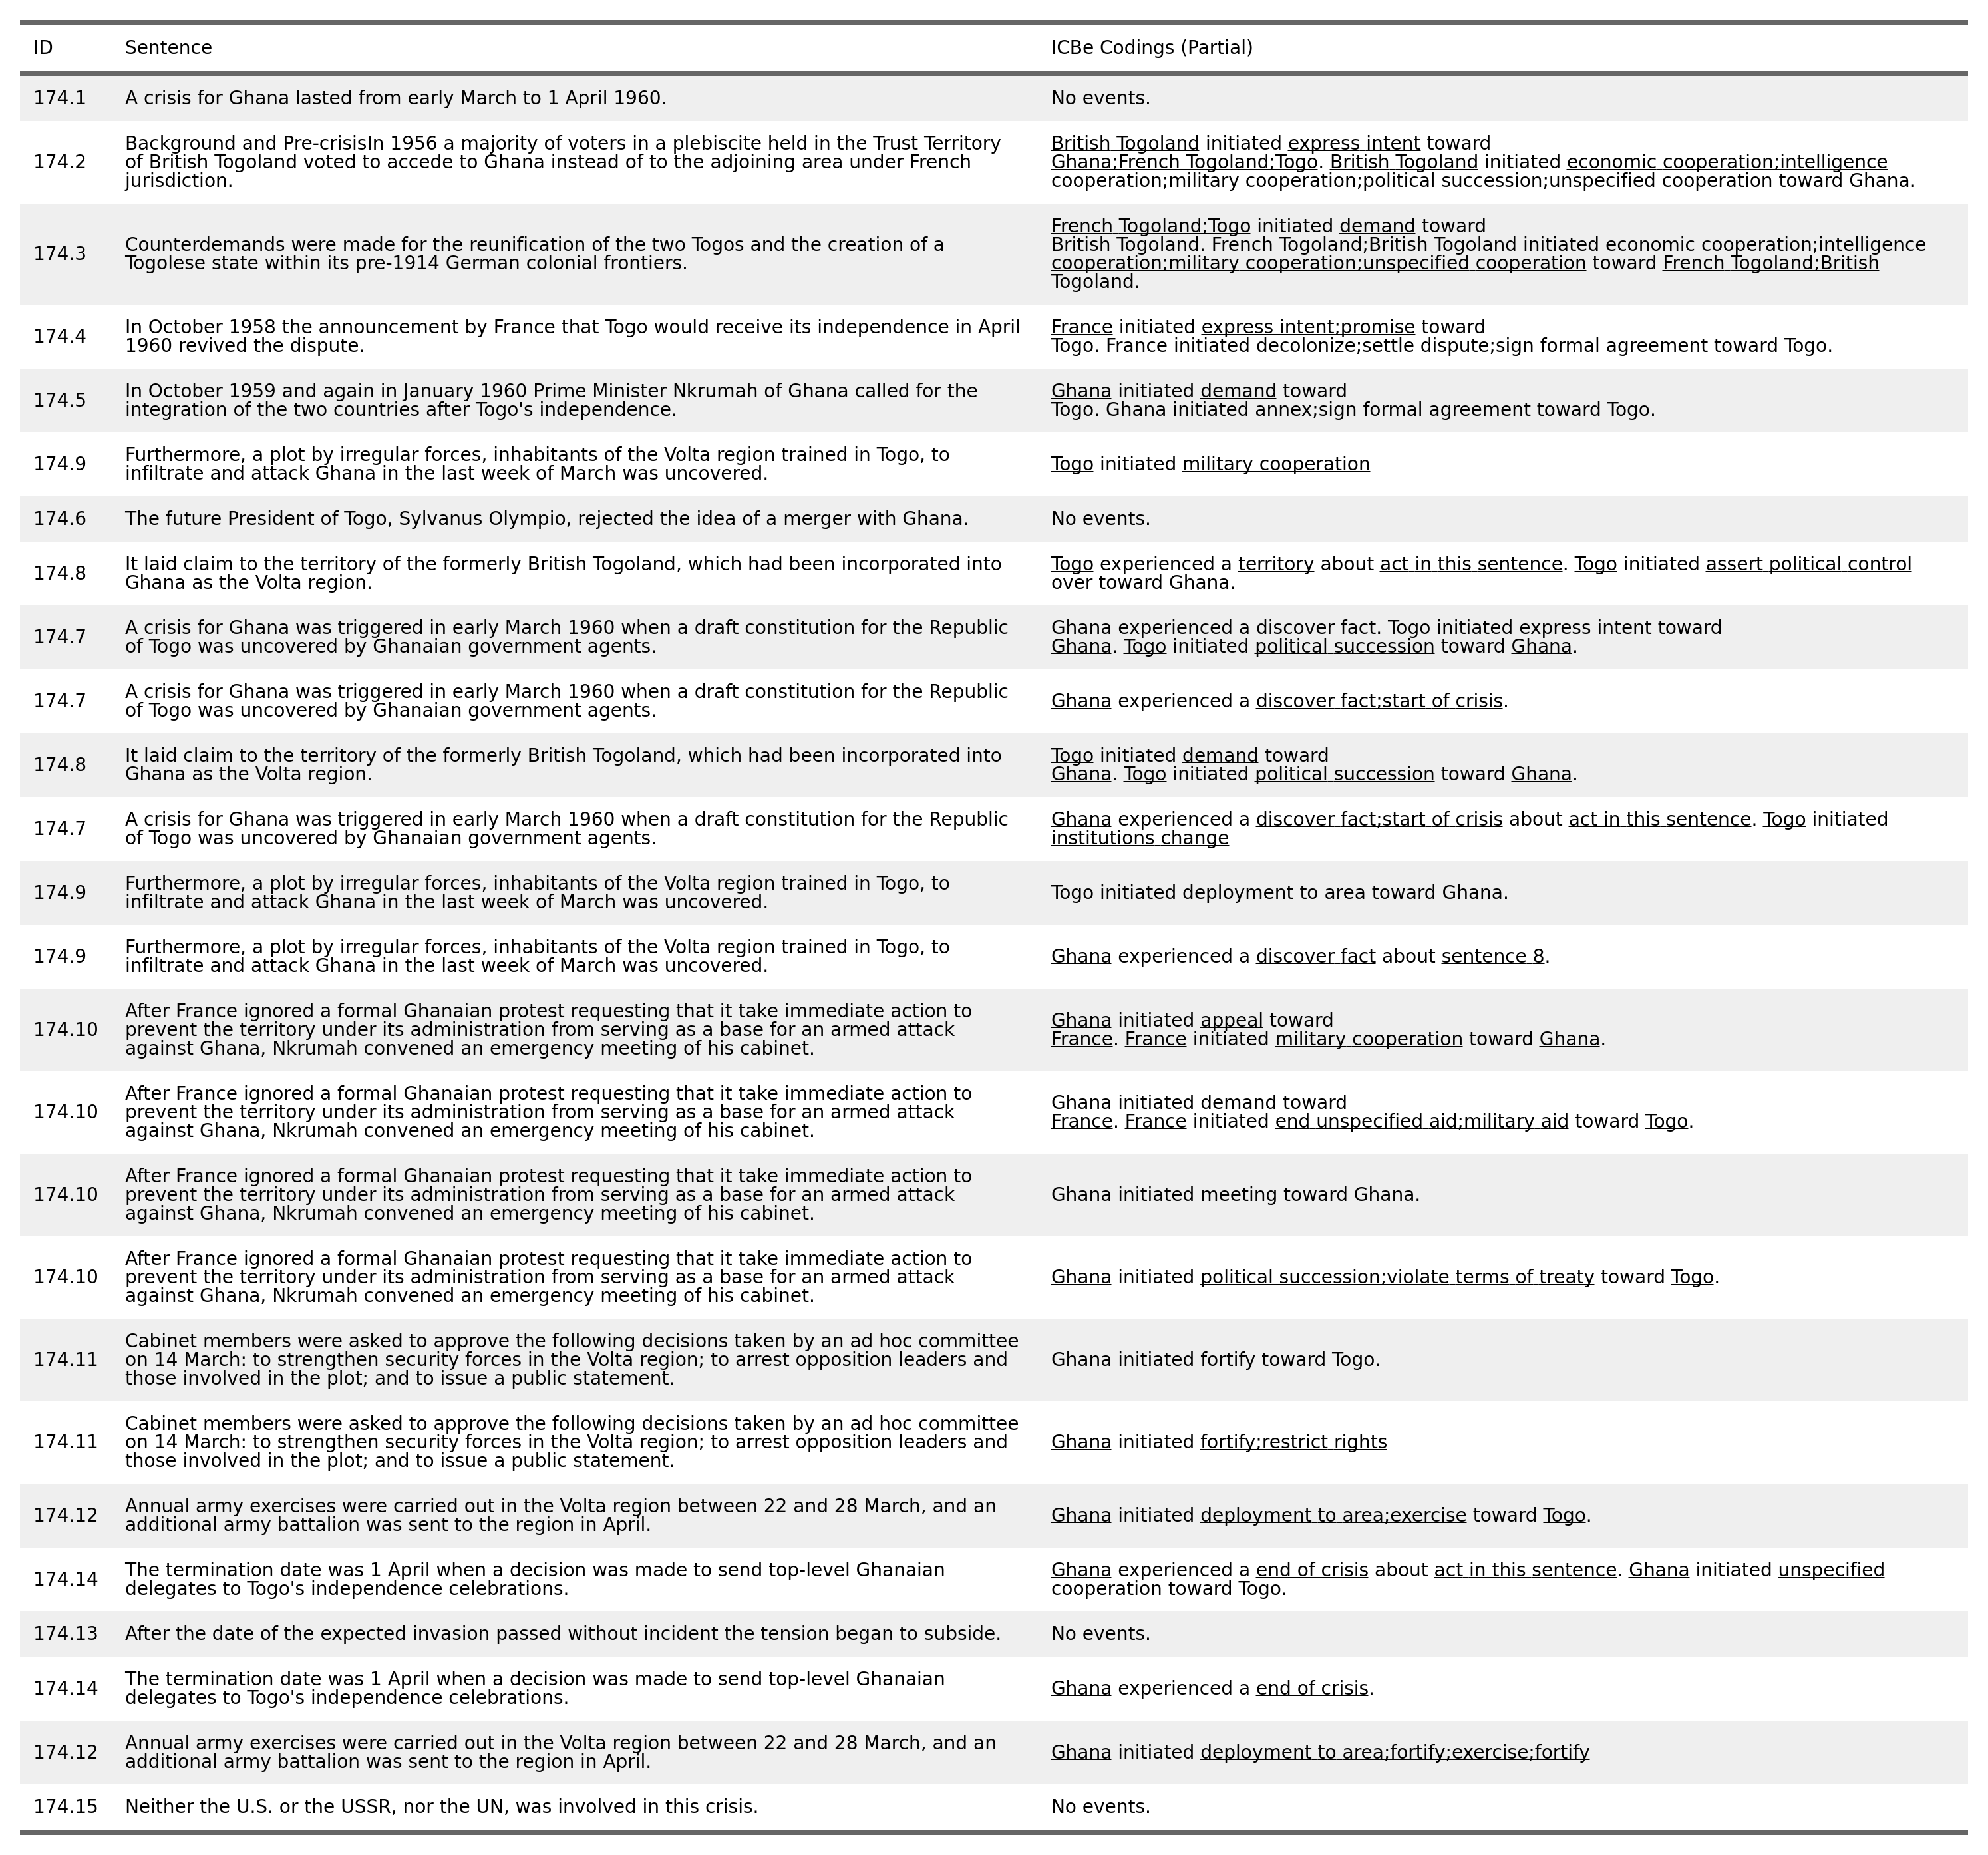 ID Sentence ICBe Codings (Partial)
174.1 A crisis for Ghana lasted from early March to 1 April 1960. No events.
174.2
Background and Pre-crisisIn 1956 a majority of voters in a plebiscite held in the Trust Territory
of British Togoland voted to accede to Ghana instead of to the adjoining area under French
jurisdiction.
British Togoland initiated express intent toward
Ghana;French Togoland;Togo. British Togoland initiated economic cooperation;intelligence
cooperation;military cooperation;political succession;unspecified cooperation toward Ghana.
174.3
Counterdemands were made for the reunification of the two Togos and the creation of a
Togolese state within its pre-1914 German colonial frontiers.
French Togoland;Togo initiated demand toward
British Togoland. French Togoland;British Togoland initiated economic cooperation;intelligence
cooperation;military cooperation;unspecified cooperation toward French Togoland;British
Togoland.
174.4
In October 1958 the announcement by France that Togo would receive its independence in April
1960 revived the dispute.
France initiated express intent;promise toward
Togo. France initiated decolonize;settle dispute;sign formal agreement toward Togo.
174.5
In October 1959 and again in January 1960 Prime Minister Nkrumah of Ghana called for the
integration of the two countries after Togo's independence.
Ghana initiated demand toward
Togo. Ghana initiated annex;sign formal agreement toward Togo.
174.9
Furthermore, a plot by irregular forces, inhabitants of the Volta region trained in Togo, to
infiltrate and attack Ghana in the last week of March was uncovered.
Togo initiated military cooperation
174.6 The future President of Togo, Sylvanus Olympio, rejected the idea of a merger with Ghana. No events.
174.8
It laid claim to the territory of the formerly British Togoland, which had been incorporated into
Ghana as the Volta region.
Togo experienced a territory about act in this sentence. Togo initiated assert political control
over toward Ghana.
174.7
A crisis for Ghana was triggered in early March 1960 when a draft constitution for the Republic
of Togo was uncovered by Ghanaian government agents.
Ghana experienced a discover fact. Togo initiated express intent toward
Ghana. Togo initiated political succession toward Ghana.
174.7
A crisis for Ghana was triggered in early March 1960 when a draft constitution for the Republic
of Togo was uncovered by Ghanaian government agents.
Ghana experienced a discover fact;start of crisis.
174.8
It laid claim to the territory of the formerly British Togoland, which had been incorporated into
Ghana as the Volta region.
Togo initiated demand toward
Ghana. Togo initiated political succession toward Ghana.
174.7
A crisis for Ghana was triggered in early March 1960 when a draft constitution for the Republic
of Togo was uncovered by Ghanaian government agents.
Ghana experienced a discover fact;start of crisis about act in this sentence. Togo initiated
institutions change
174.9
Furthermore, a plot by irregular forces, inhabitants of the Volta region trained in Togo, to
infiltrate and attack Ghana in the last week of March was uncovered.
Togo initiated deployment to area toward Ghana.
174.9
Furthermore, a plot by irregular forces, inhabitants of the Volta region trained in Togo, to
infiltrate and attack Ghana in the last week of March was uncovered.
Ghana experienced a discover fact about sentence 8.
174.10
After France ignored a formal Ghanaian protest requesting that it take immediate action to
prevent the territory under its administration from serving as a base for an armed attack
against Ghana, Nkrumah convened an emergency meeting of his cabinet.
Ghana initiated appeal toward
France. France initiated military cooperation toward Ghana.
174.10
After France ignored a formal Ghanaian protest requesting that it take immediate action to
prevent the territory under its administration from serving as a base for an armed attack
against Ghana, Nkrumah convened an emergency meeting of his cabinet.
Ghana initiated demand toward
France. France initiated end unspecified aid;military aid toward Togo.
174.10
After France ignored a formal Ghanaian protest requesting that it take immediate action to
prevent the territory under its administration from serving as a base for an armed attack
against Ghana, Nkrumah convened an emergency meeting of his cabinet.
Ghana initiated meeting toward Ghana.
174.10
After France ignored a formal Ghanaian protest requesting that it take immediate action to
prevent the territory under its administration from serving as a base for an armed attack
against Ghana, Nkrumah convened an emergency meeting of his cabinet.
Ghana initiated political succession;violate terms of treaty toward Togo.
174.11
Cabinet members were asked to approve the following decisions taken by an ad hoc committee
on 14 March: to strengthen security forces in the Volta region; to arrest opposition leaders and
those involved in the plot; and to issue a public statement.
Ghana initiated fortify toward Togo.
174.11
Cabinet members were asked to approve the following decisions taken by an ad hoc committee
on 14 March: to strengthen security forces in the Volta region; to arrest opposition leaders and
those involved in the plot; and to issue a public statement.
Ghana initiated fortify;restrict rights
174.12
Annual army exercises were carried out in the Volta region between 22 and 28 March, and an
additional army battalion was sent to the region in April.
Ghana initiated deployment to area;exercise toward Togo.
174.14
The termination date was 1 April when a decision was made to send top-level Ghanaian
delegates to Togo's independence celebrations.
Ghana experienced a end of crisis about act in this sentence. Ghana initiated unspecified
cooperation toward Togo.
174.13 After the date of the expected invasion passed without incident the tension began to subside. No events.
174.14
The termination date was 1 April when a decision was made to send top-level Ghanaian
delegates to Togo's independence celebrations.
Ghana experienced a end of crisis.
174.12
Annual army exercises were carried out in the Volta region between 22 and 28 March, and an
additional army battalion was sent to the region in April.
Ghana initiated deployment to area;fortify;exercise;fortify
174.15 Neither the U.S. or the USSR, nor the UN, was involved in this crisis. No events.